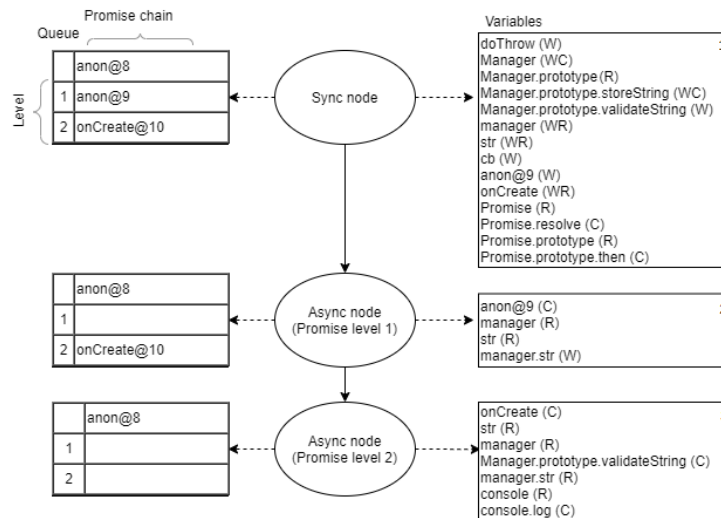 Promise chain
Queue
Level
anon@8
1 anon@9
2 onCreate@10
Sync node
Variables
doThrow (W)
Manager (WC)
Manager.prototype (R)
Manager.prototype.storeString (WC)
Manager.prototype.validateString (W)
manager (WR)
str (WR)
cb (W)
anon@9 (W)
onCreate (WR)
Promise (R)
Promise.resolve (C)
Promise.prototype (R)
Promise.prototype.then (C)
anon@8
1
2 onCreate@10
Async node
(Promise level 1)
anon@9 (C)
manager (R)
str (R)
manager.str (W)
anon@8
1
2
Async node
(Promise level 2)
onCreate (C)
str (R)
manager (R)
Manager.prototype.validateString (C)
manager.str (R)
console (R)
console.log (C)